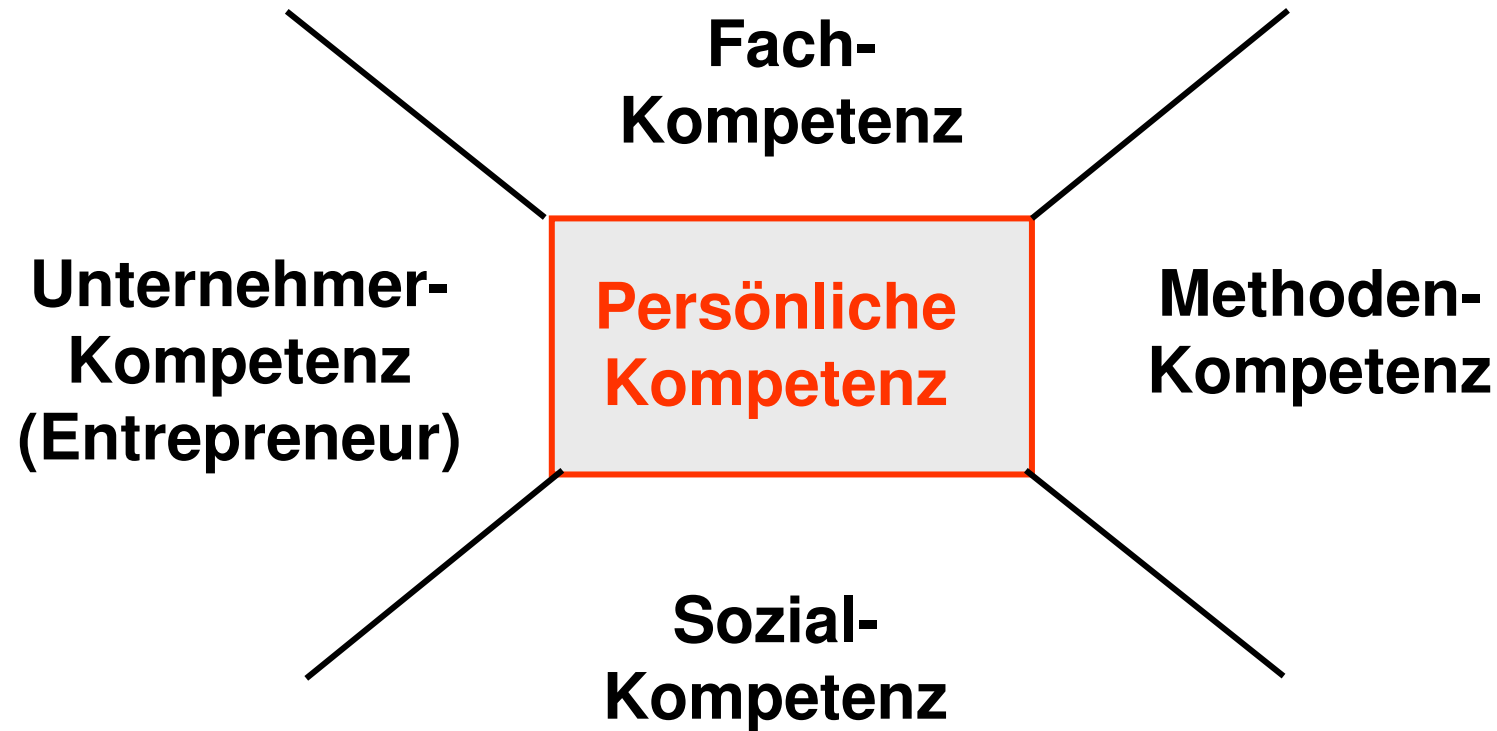 Fach-
Kompetenz
Unternehmer-
Kompetenz
(Entrepreneur)
Persönliche
Kompetenz
Methoden-
Kompetenz
Sozial-
Kompetenz